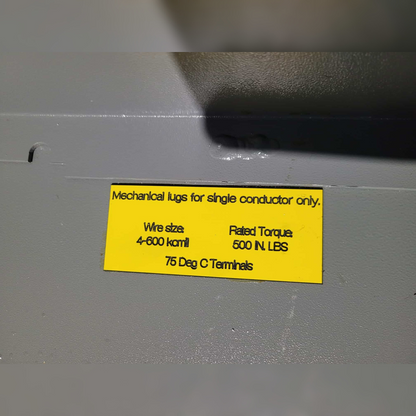 Mechanical lugs for single conductor only.
Wire size: Rated Torque:
4-600 kcmil 500 IN. LBS
75 Deg C Terminals